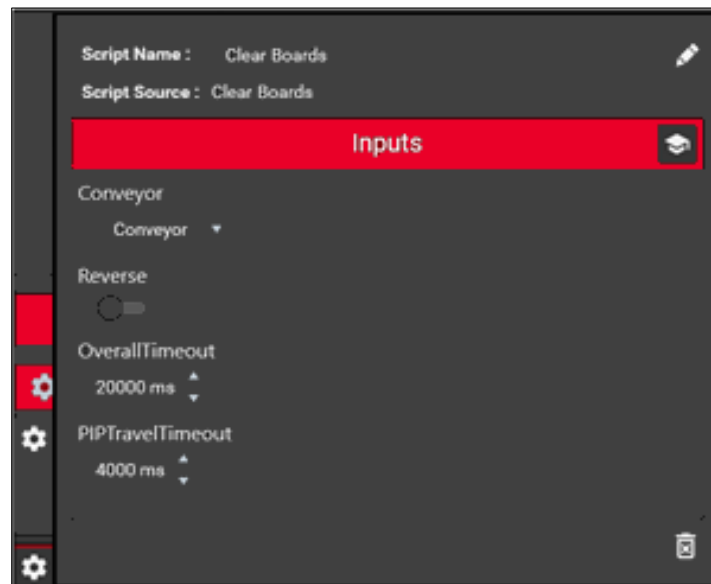 Script Name : Clear Boards
Script Source : Clear Boards
Inputs
Conveyor
Conveyor
Reverse
OverallTimeout
20000 ms
PIPTravelTimeout
4000 ms